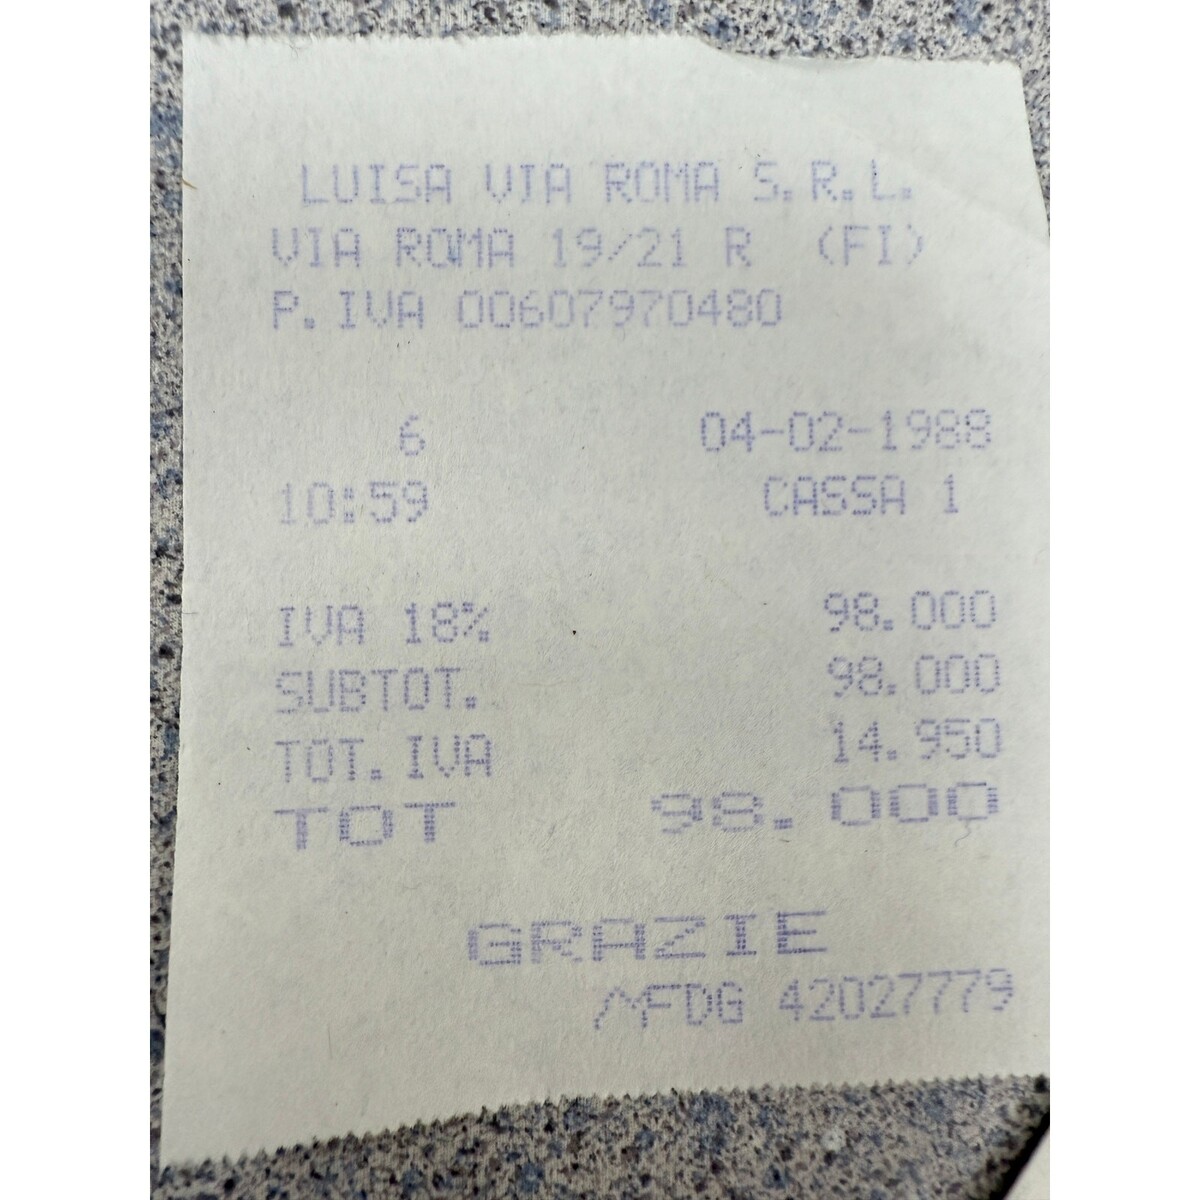 LUISA VIA ROMA S.R.L.
VIA ROMA 19/21 R (FI)
P.IVA 00607970480
6 04-02-1988
10:59 CASSA 1
IVA 18% 98.000
SUBTOT. 98.000
TOT.IVA 14.950
TOT 98.000
GRAZIE
MFDG 42027779